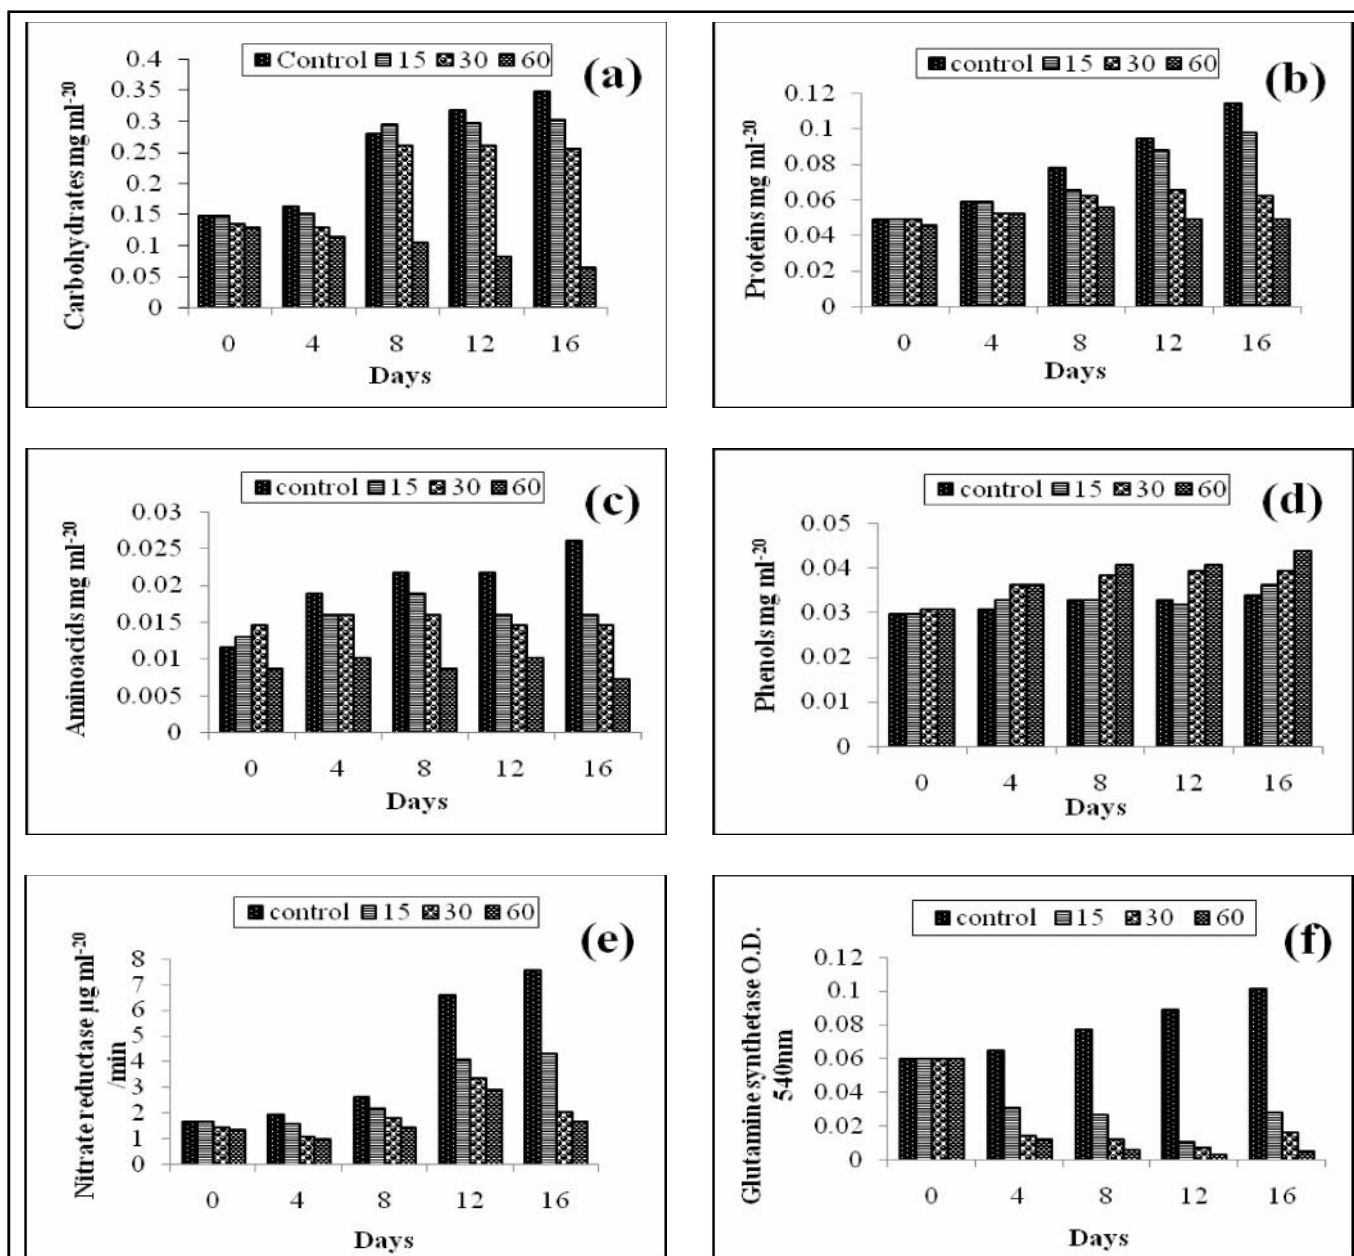 Control 15 30 60
(a)
Carbohydrates mg ml-20
0.4
0.35
0.3
0.25
0.2
0.15
0.1
0.05
0
0 4 8 12 16
Days
control 15 30 60
(b)
Proteins mg ml-20
0.12
0.1
0.08
0.06
0.04
0.02
0
0 4 8 12 16
Days
control 15 30 60
(c)
Aminoacids mg ml-20
0.03
0.025
0.02
0.015
0.01
0.005
0
0 4 8 12 16
Days
control 15 30 60
(d)
Phenols mg ml-20
0.05
0.04
0.03
0.02
0.01
0
0 4 8 12 16
Days
control 15 30 60
(e)
Nitrate reductase µg ml-20
/min
8
7
6
5
4
3
2
1
0
0 4 8 12 16
Days
control 15 30 60
(f)
Glutamine synthetase O.D.
540nm
0.12
0.1
0.08
0.06
0.04
0.02
0
0 4 8 12 16
Days